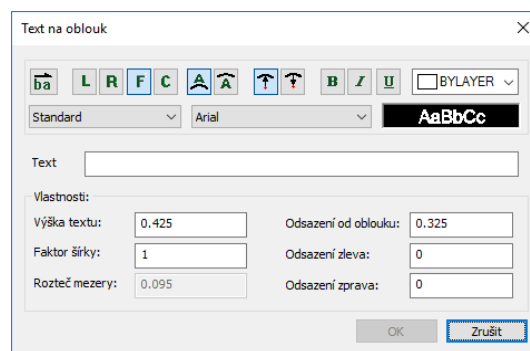 Text na oblouk
ba L R F C A A B I U BYLAYER
Standard Arial AaBbCc
Text
Vlastnosti:
Výška textu: 0.425 Odsazení od oblouku: 0.325
Faktor šířky: 1 Odsazení zleva: 0
Rozteč mezery: 0.095 Odsazení zprava: 0
OK Zrušit